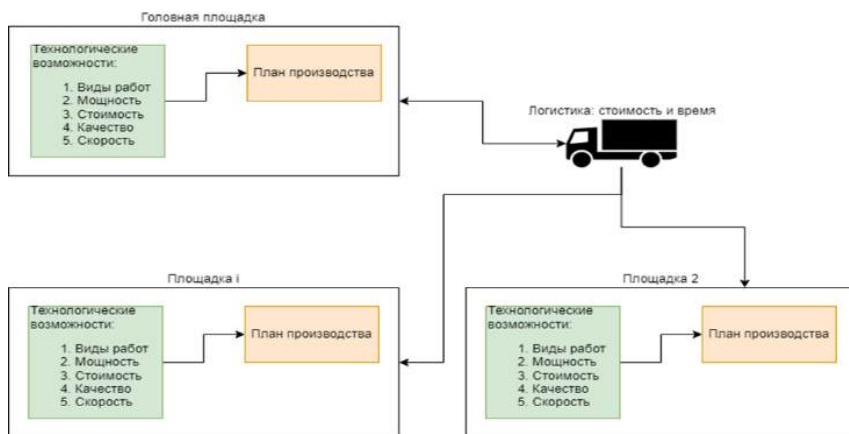 Головная площадка
Технологические
возможности:
1. Виды работ
2. Мощность
3. Стоимость
4. Качество
5. Скорость
План производства
Логистика: стоимость и время
Площадка i
Технологические
возможности:
1. Виды работ
2. Мощность
3. Стоимость
4. Качество
5. Скорость
План производства
Площадка 2
Технологические
возможности:
1. Виды работ
2. Мощность
3. Стоимость
4. Качество
5. Скорость
План производства